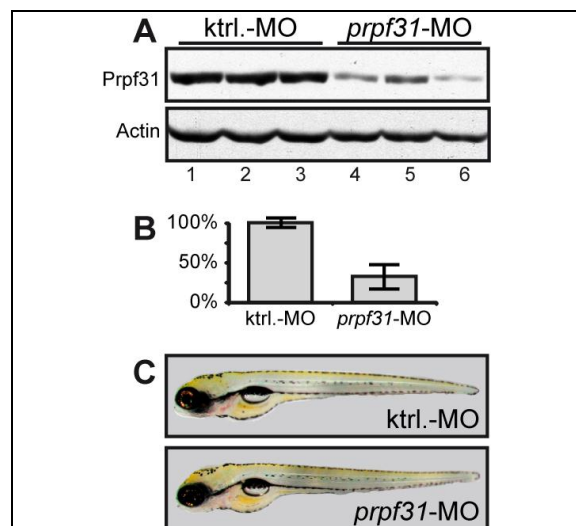 A ktrl.-MO prpf31-MO
Prpf31
Actin
1 2 3 4 5 6
B 100%
50%
0%
ktrl.-MO prpf31-MO
C
ktrl.-MO
prpf31-MO